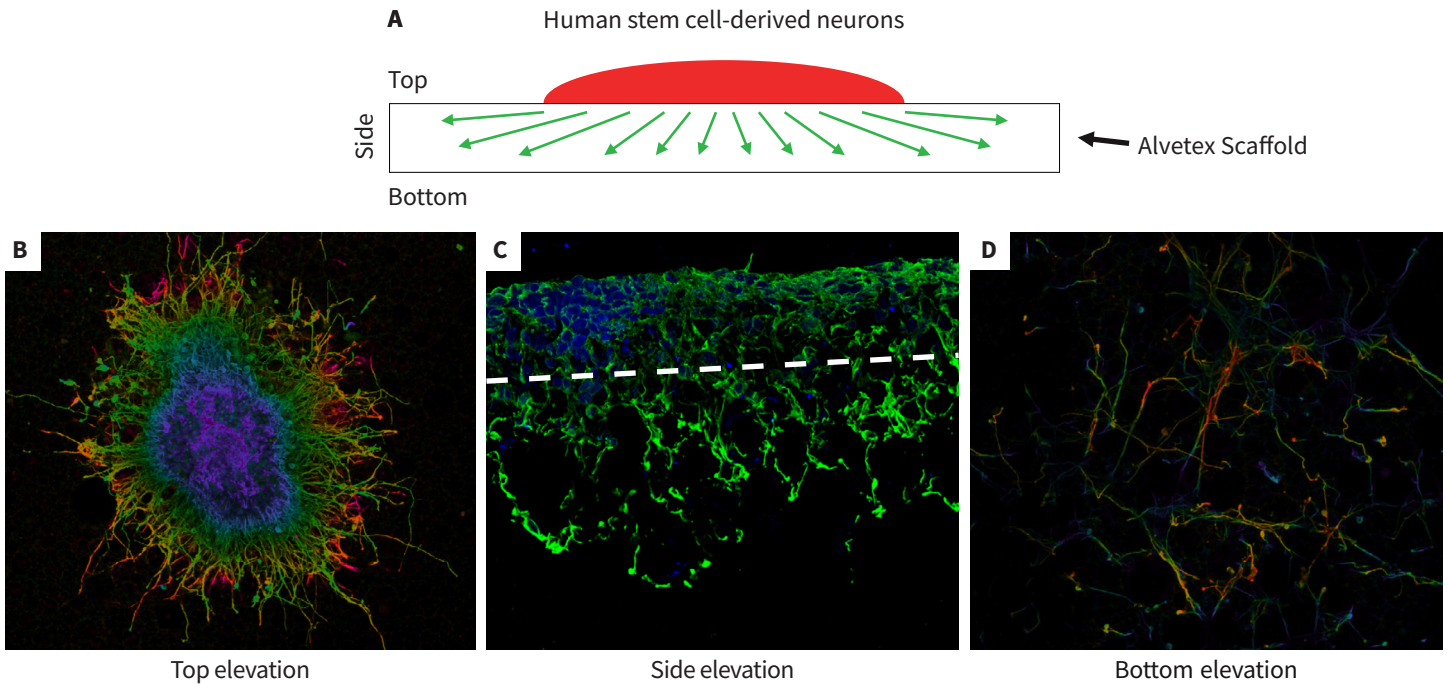 A
Human stem cell-derived neurons
Top
Side
Alvetex Scaffold
Bottom
B
C
D
Top elevation
Side elevation
Bottom elevation